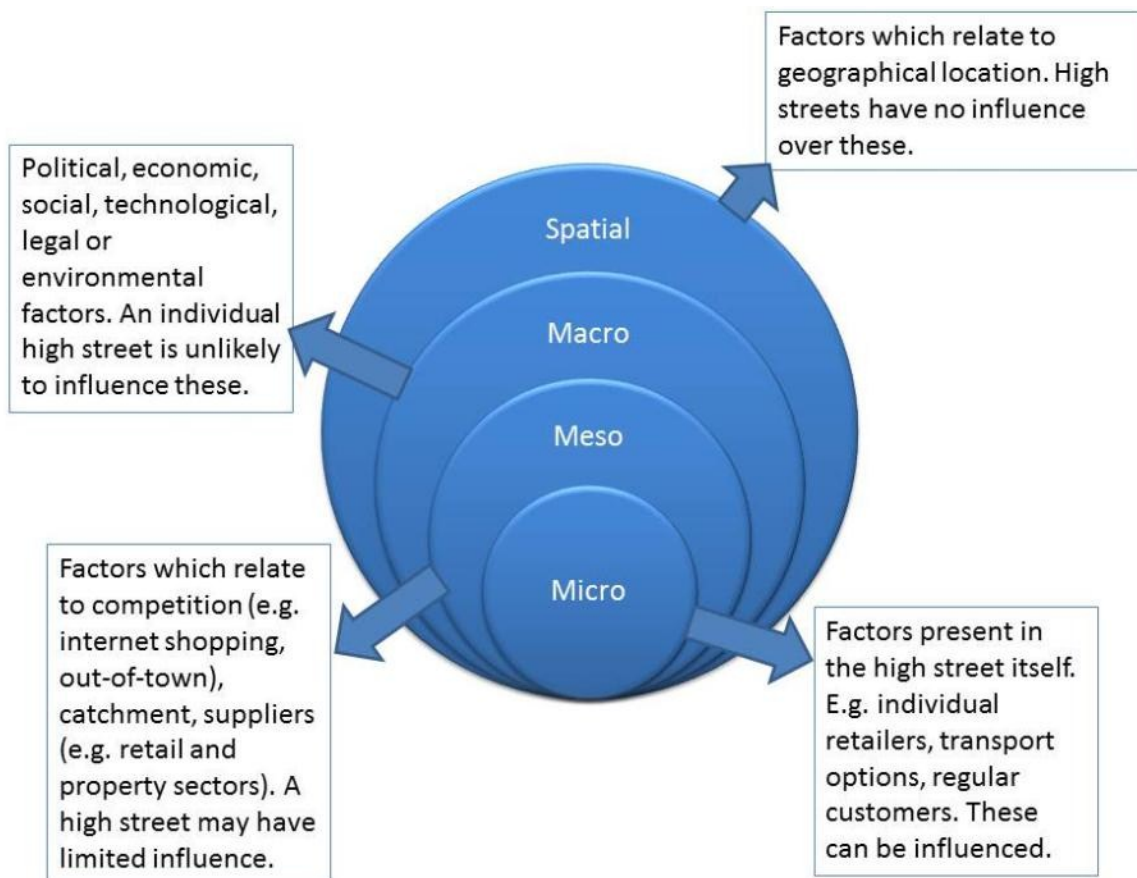 Factors which relate to
geographical location. High
streets have no influence
over these.
Political, economic,
social, technological,
legal or
environmental
factors. An individual
high street is unlikely
to influence these.
Spatial
Macro
Meso
Micro
Factors which relate
to competition (e.g.
internet shopping,
out-of-town),
catchment, suppliers
(e.g. retail and
property sectors). A
high street may have
limited influence.
Factors present in
the high street itself.
E.g. individual
retailers, transport
options, regular
customers. These
can be influenced.